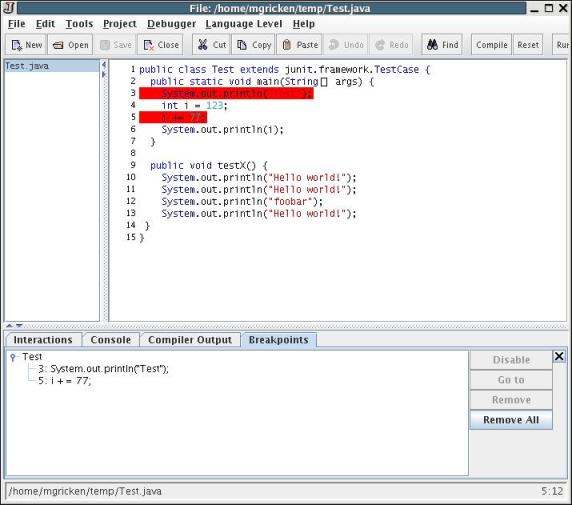 File: /home/mgricken/temp/Test.java
File Edit Tools Project Debugger Language Level Help
New Open Save Close Cut Copy Paste Undo Redo Find Compile Reset Rur
Test.java
1 public class Test extends junit.framework.TestCase {
2 public static void main(String[] args) {
3 System.out.println("Test");
4 int i = 123;
5 i += 77;
6 System.out.println(i);
7 }
8
9 public void testX() {
10 System.out.println("Hello world!");
11 System.out.println("Hello world!");
12 System.out.println("foobar");
13 System.out.println("Hello world!");
14 }
15 }
Interactions Console Compiler Output Breakpoints
Test
3: System.out.println("Test");
5: i += 77;
Disable
Go to
Remove
Remove All
/home/mgricken/temp/Test.java 5:12